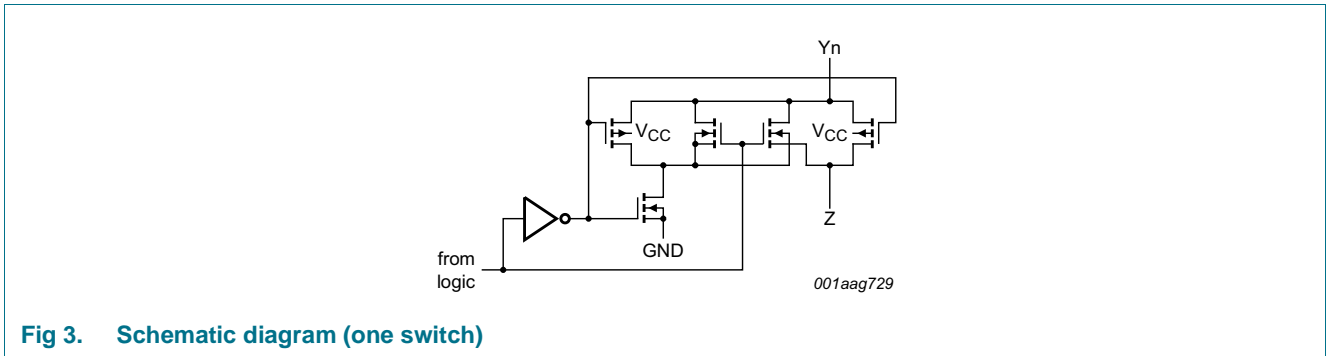 Yn
VCC
VCC
Z
GND
from
logic
001aag729
Fig 3. Schematic diagram (one switch)